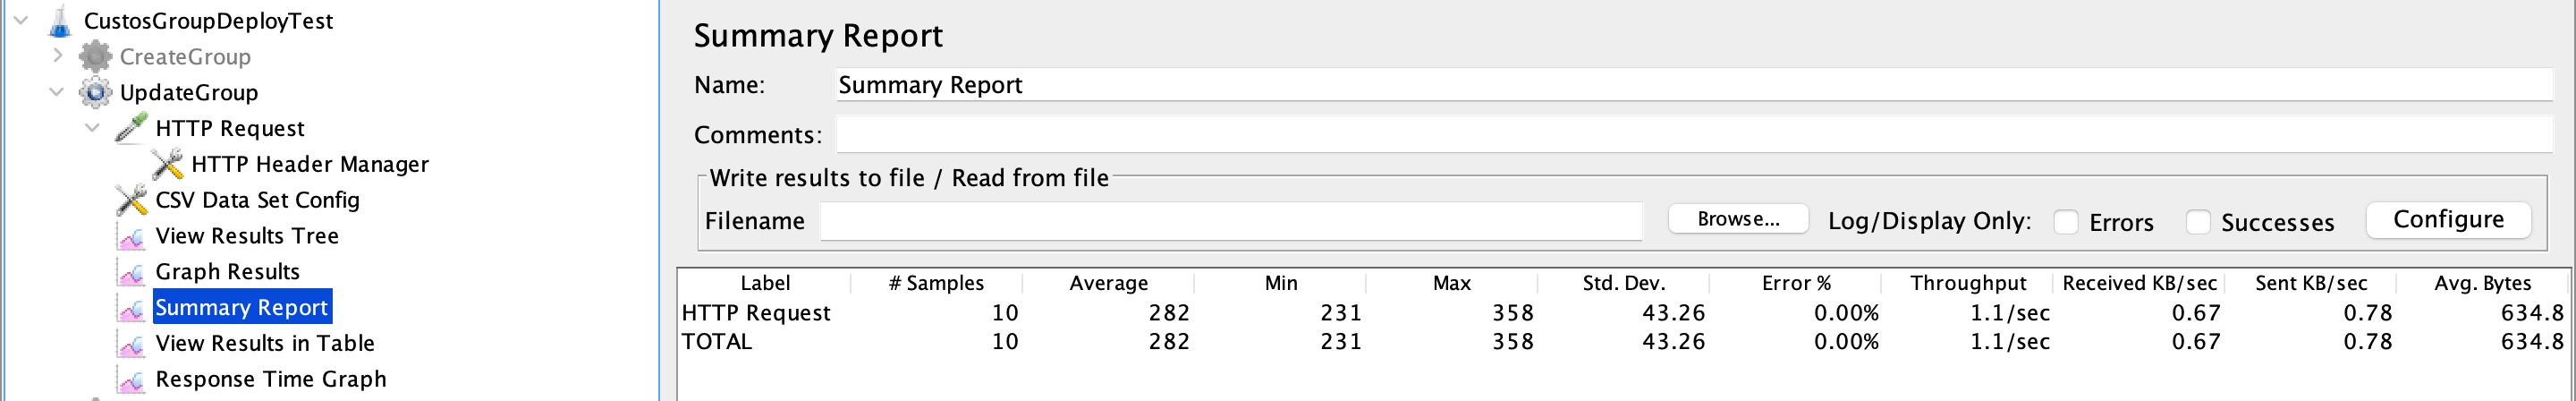 CustosGroupDeployTest
CreateGroup
UpdateGroup
HTTP Request
HTTP Header Manager
CSV Data Set Config
View Results Tree
Graph Results
Summary Report
View Results in Table
Response Time Graph
Summary Report
Name: Summary Report
Comments:
Write results to file / Read from file
Filename Browse... Log/Display Only: Errors Successes Configure
Label # Samples Average Min Max Std. Dev. Error % Throughput Received KB/sec Sent KB/sec Avg. Bytes
HTTP Request 10 282 231 358 43.26 0.00% 1.1/sec 0.67 0.78 634.8
TOTAL 10 282 231 358 43.26 0.00% 1.1/sec 0.67 0.78 634.8